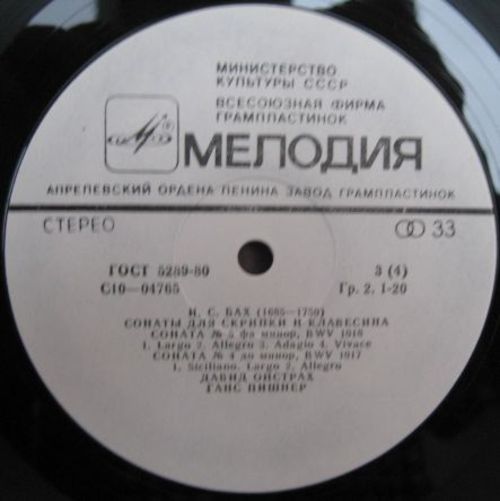 МИНИСТЕРСТВО
КУЛЬТУРЫ СССР
ВСЕСОЮЗНАЯ ФИРМА
ГРАМПЛАСТИНОК
МЕЛОДИЯ
АПРЕЛЕВСКИЙ ОРДЕНА ЛЕНИНА ЗАВОД ГРАМПЛАСТИНОК
СТЕРЕО
33
ГОСТ 5289-80
3 (4)
С10—04765
Гр. 2. 1-20
И. С. БАХ (1685—1750)
СОНАТЫ ДЛЯ СКРИПКИ И КЛАВЕСИНА
СОНАТА № 5 фа минор, BWV 1018
1. Largo 2. Allegro 3. Adagio 4. Vivace
СОНАТА № 4 до минор, BWV 1017
1. Siciliano. Largo 2. Allegro
ДАВИД ОЙСТРАХ
ГАНС ПИШНЕР